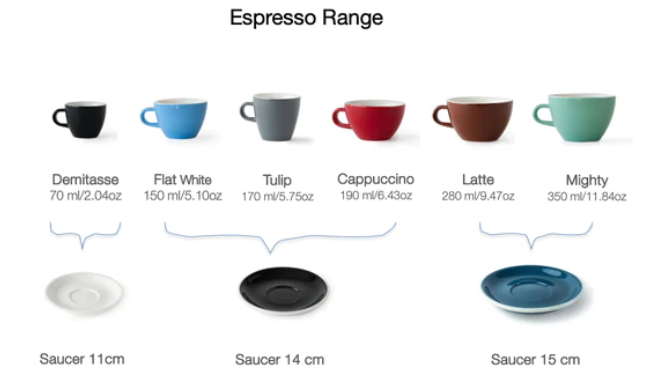 Espresso Range
Demitasse
70 ml/2.04oz
Flat White
150 ml/5.10oz
Tulip
170 ml/5.75oz
Cappuccino
190 ml/6.43oz
Latte
280 ml/9.47oz
Mighty
350 ml/11.84oz
Saucer 11cm
Saucer 14 cm
Saucer 15 cm